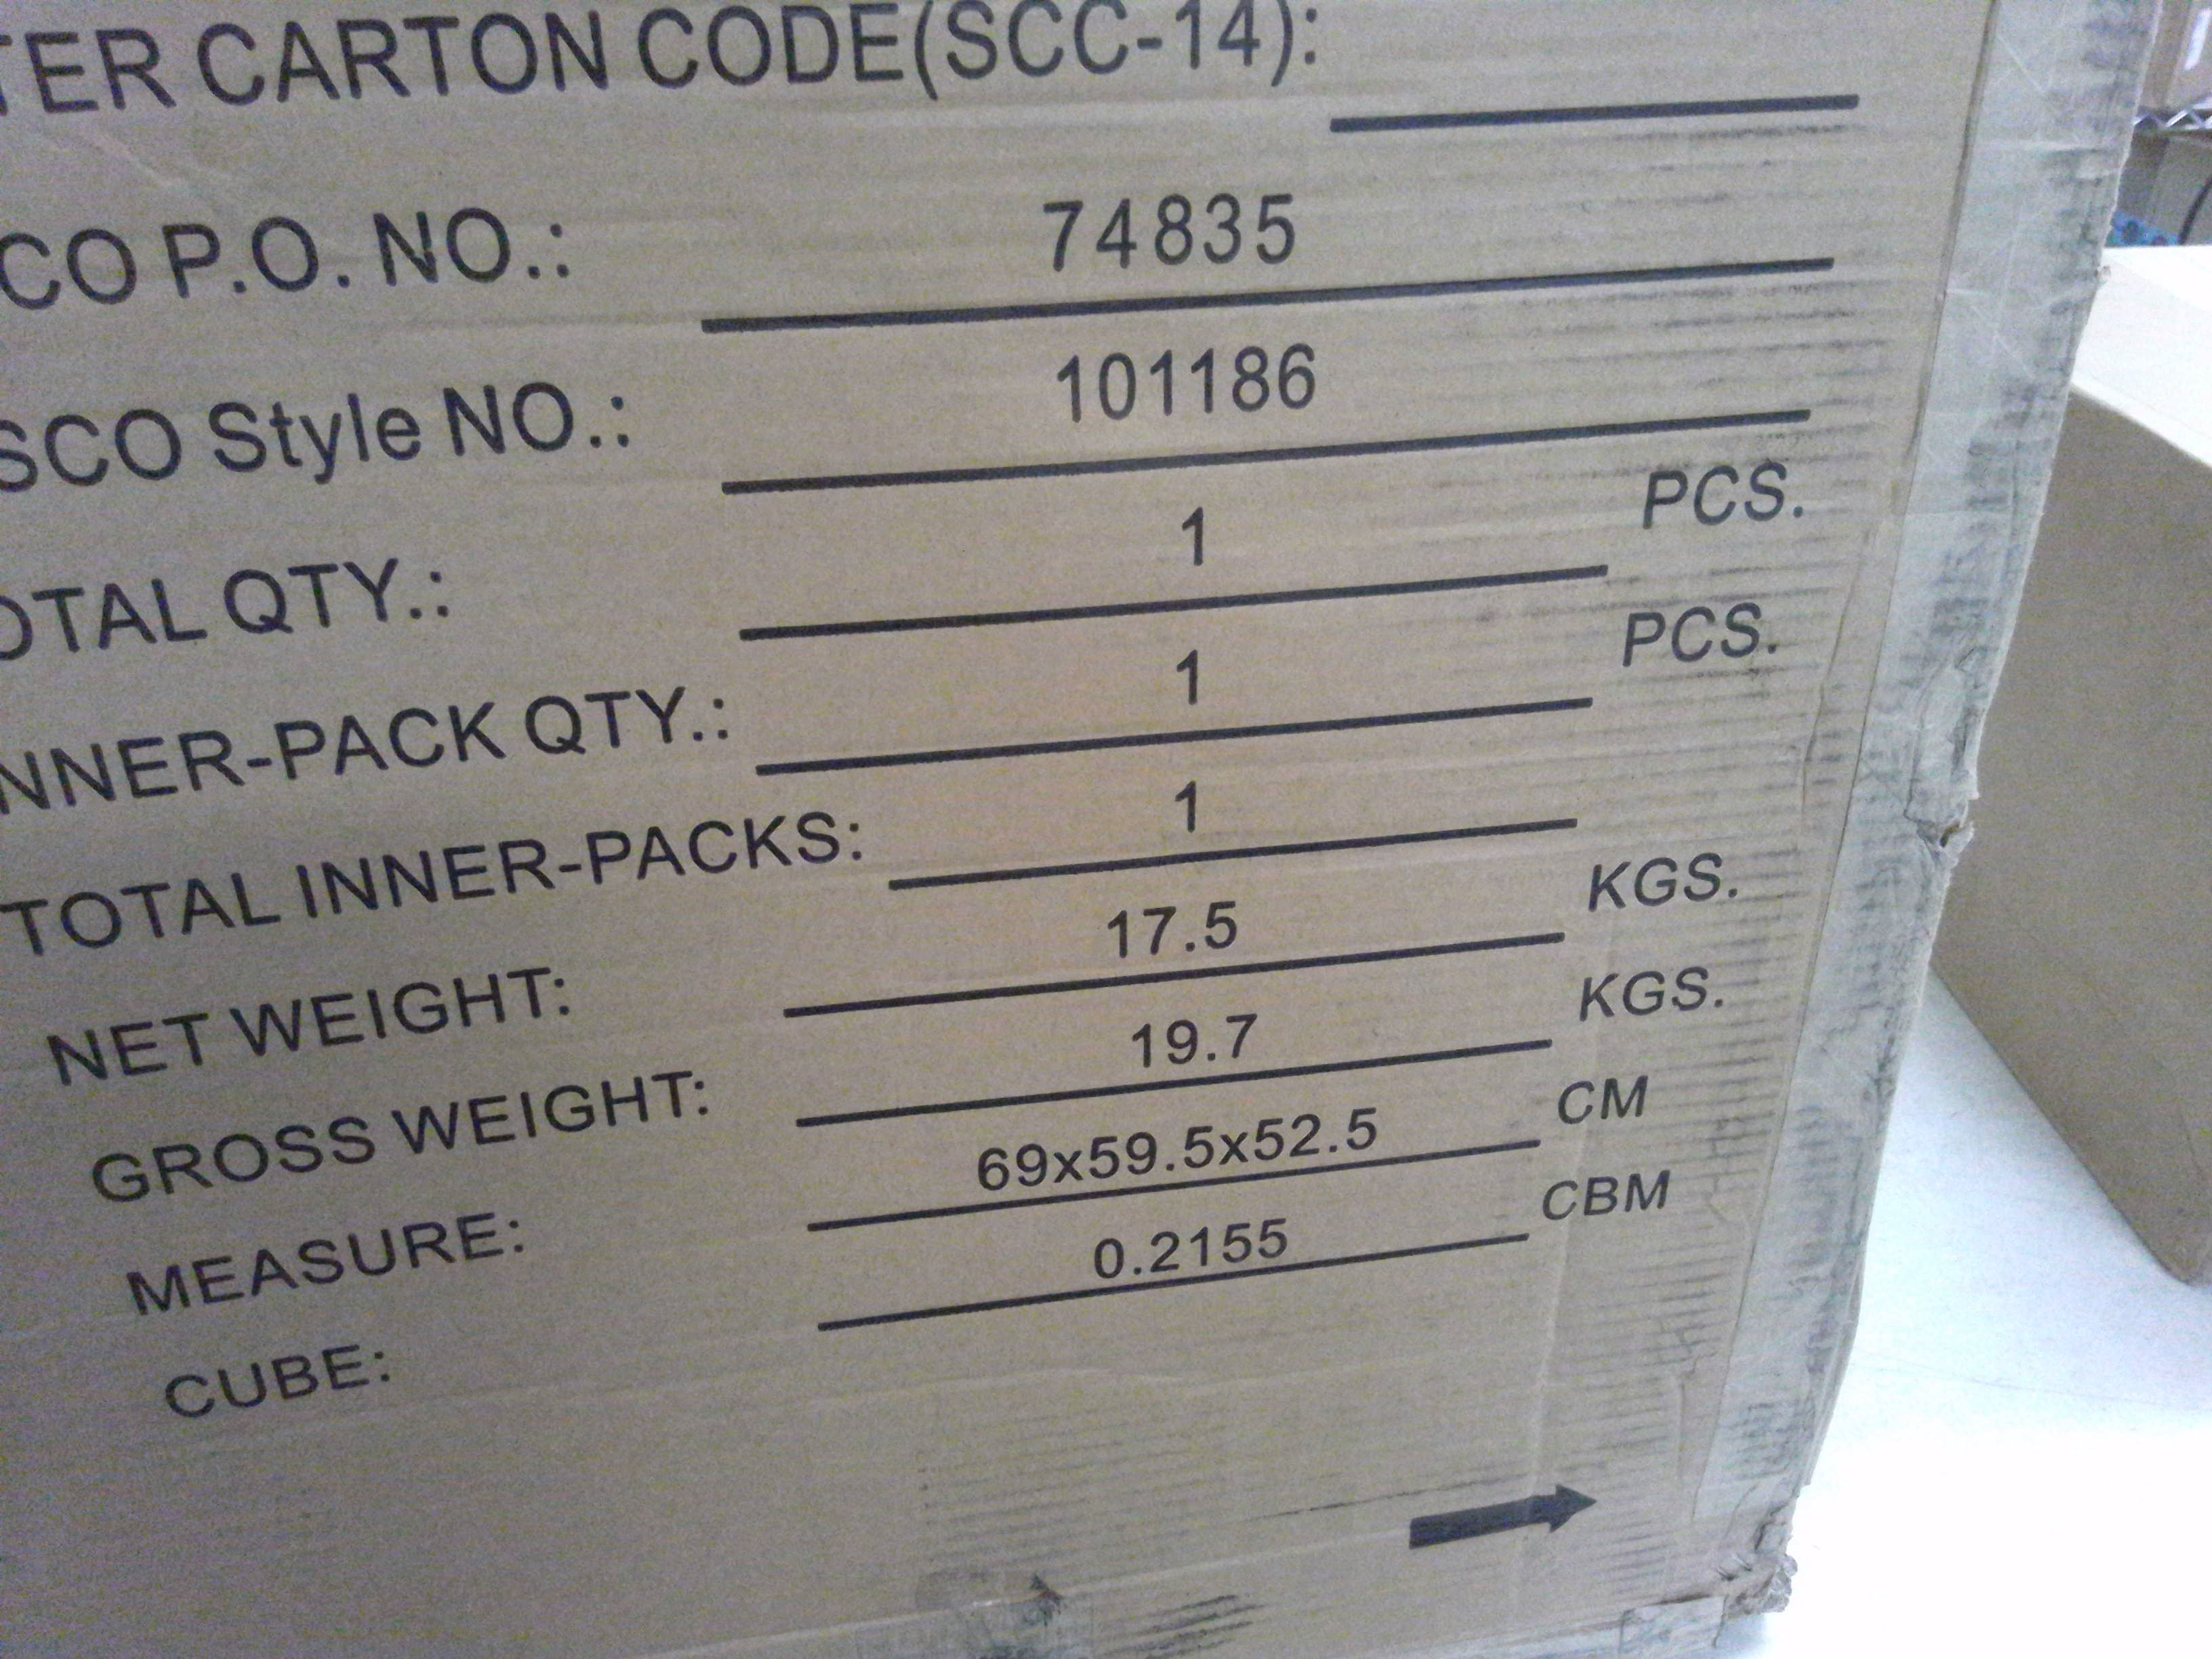 TER CARTON CODE(SCC-14):
CO P.O. NO.: 74835
SCO Style NO.: 101186
OTAL QTY.: 1 PCS.
NNER-PACK QTY.: 1 PCS.
TOTAL INNER-PACKS: 1
NET WEIGHT: 17.5 KGS.
GROSS WEIGHT: 19.7 KGS.
MEASURE: 69x59.5x52.5 CM
CUBE: 0.2155 CBM